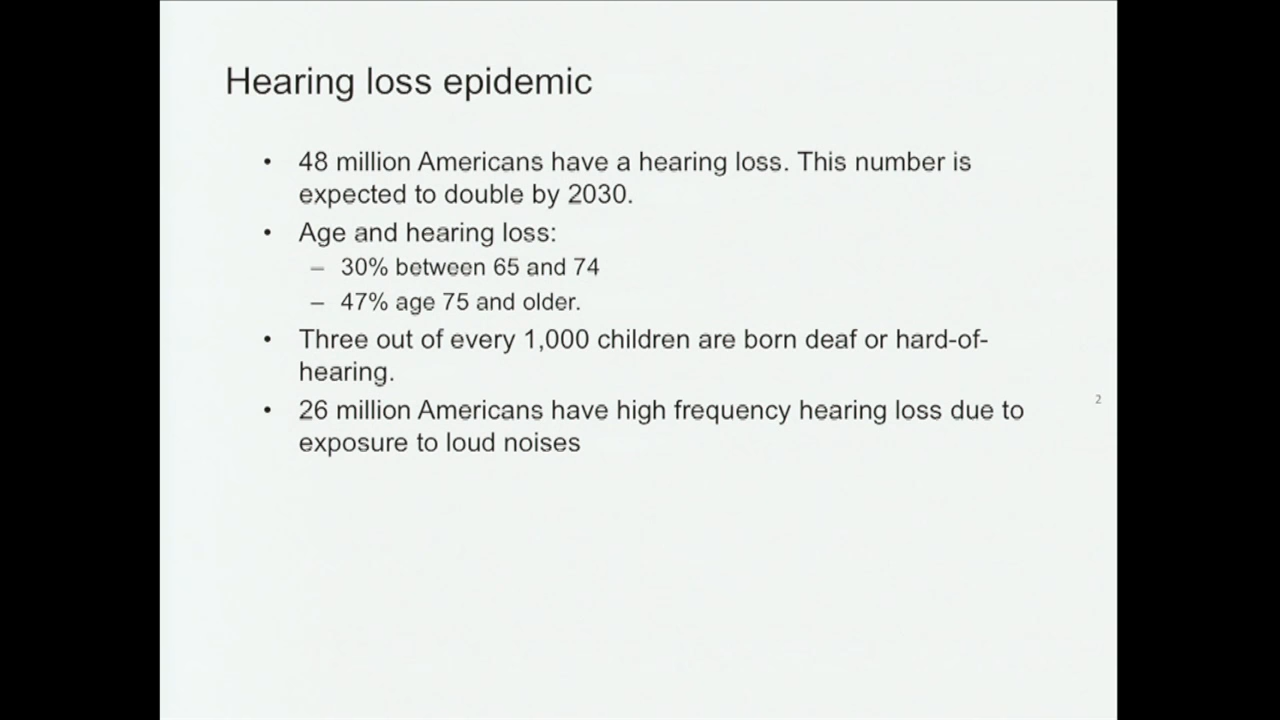 Hearing loss epidemic
• 48 million Americans have a hearing loss. This number is
expected to double by 2030.
• Age and hearing loss:
– 30% between 65 and 74
– 47% age 75 and older.
• Three out of every 1,000 children are born deaf or hard-of-
hearing.
• 26 million Americans have high frequency hearing loss due to
exposure to loud noises
2